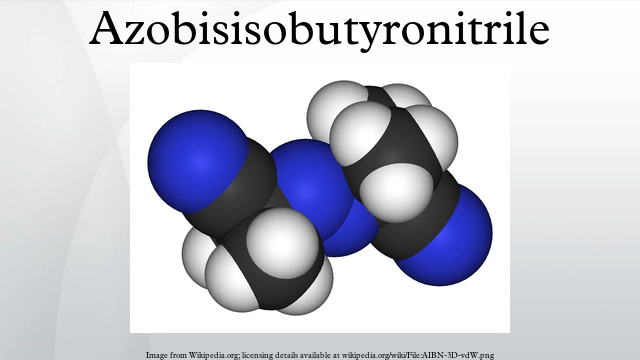 Azobisisobutyronitrile
Image from Wikipedia.org; licensing details available at wikipedia.org/wiki/File:AIBN-3D-vdW.png